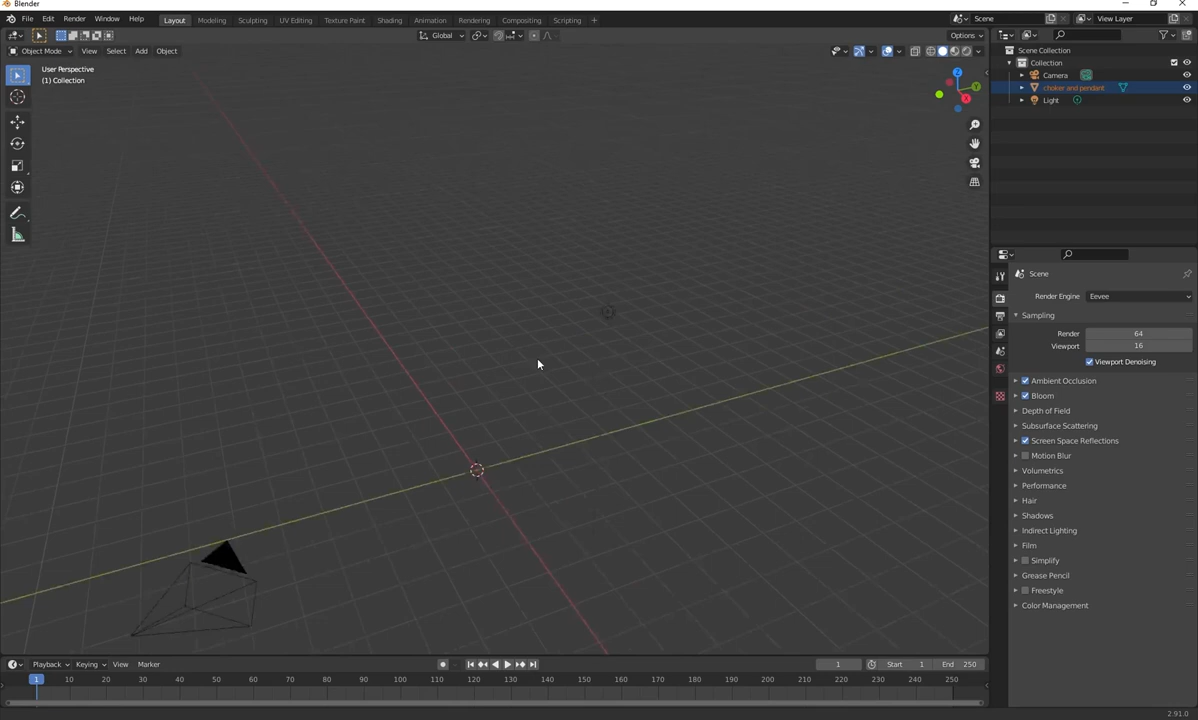 Blender
File Edit Render Window Help Layout Modeling Sculpting UV Editing Texture Paint Shading Animation Rendering Compositing Scripting + Scene View Layer
Global Options
Object Mode View Select Add Object
User Perspective
(1) Collection
Z
Y
X
Scene Collection
Collection
Camera
choker and pendant
Light
Scene
Render Engine Eevee
Sampling
Render 64
Viewport 16
Viewport Denoising
Ambient Occlusion
Bloom
Depth of Field
Subsurface Scattering
Screen Space Reflections
Motion Blur
Volumetrics
Performance
Hair
Shadows
Indirect Lighting
Film
Simplify
Grease Pencil
Freestyle
Color Management
Playback Keying View Marker 1 Start 1 End 250
1 10 20 30 40 50 60 70 80 90 100 110 120 130 140 150 160 170 180 190 200 210 220 230 240 250
2.91.0